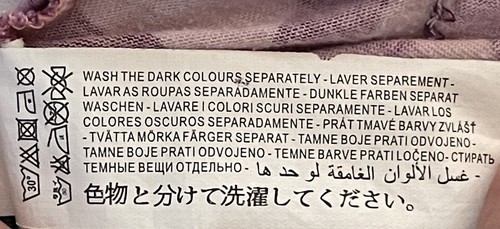 WASH THE DARK COLOURS SEPARATELY - LAVER SEPAREMENT -
LAVAR AS ROUPAS SEPARADAMENTE - DUNKLE FARBEN SEPARAT
WASCHEN - LAVARE I COLORI SCURI SEPARAMENTE - LAVAR LOS
COLORES OSCUROS SEPARADAMENTE - PRÁT TMAVÉ BARVY ZVLÁŠŤ
- TVÄTTA MÖRKA FÄRGER SEPARAT - TAMNE BOJE PRATI ODVOJENO -
TAMNE BOJE PRATI ODVOJENO - TEMNE BARVE PRATI LOČENO - СТИРАТЬ
ТЕМНЫЕ ВЕЩИ ОТДЕЛЬНО - غسل الألوان الغامقة لو حد ها -
色物と分けて洗濯してください。
30°